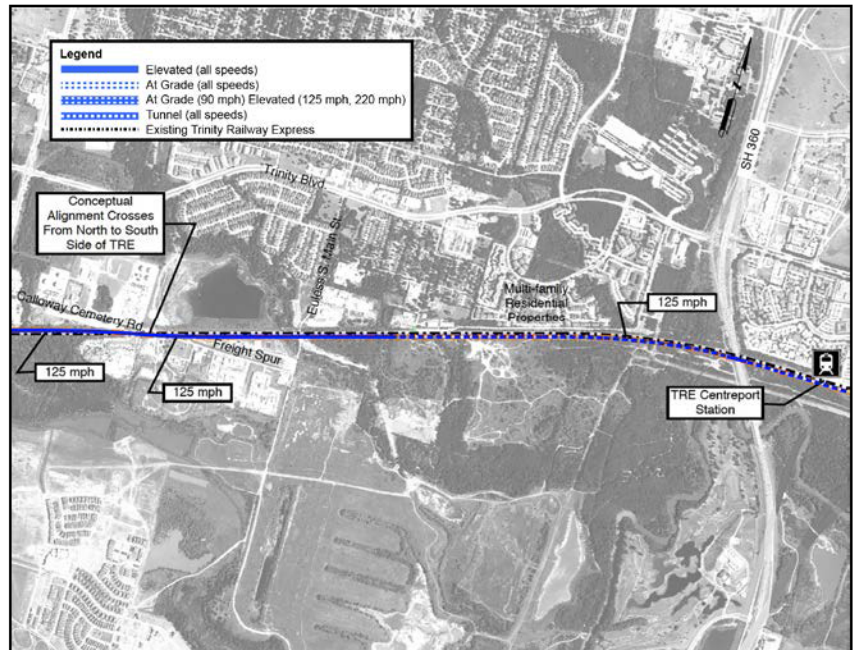 Legend
Elevated (all speeds)
At Grade (all speeds)
At Grade (90 mph) Elevated (125 mph, 220 mph)
Tunnel (all speeds)
Existing Trinity Railway Express
N
SH 360
Trinity Blvd.
Conceptual
Alignment Crosses
From North to South
Side of TRE
Euless S. Main St.
Multi-family
Residential
Properties
125 mph
Calloway Cemetery Rd
Freight Spur
125 mph
125 mph
TRE Centreport
Station